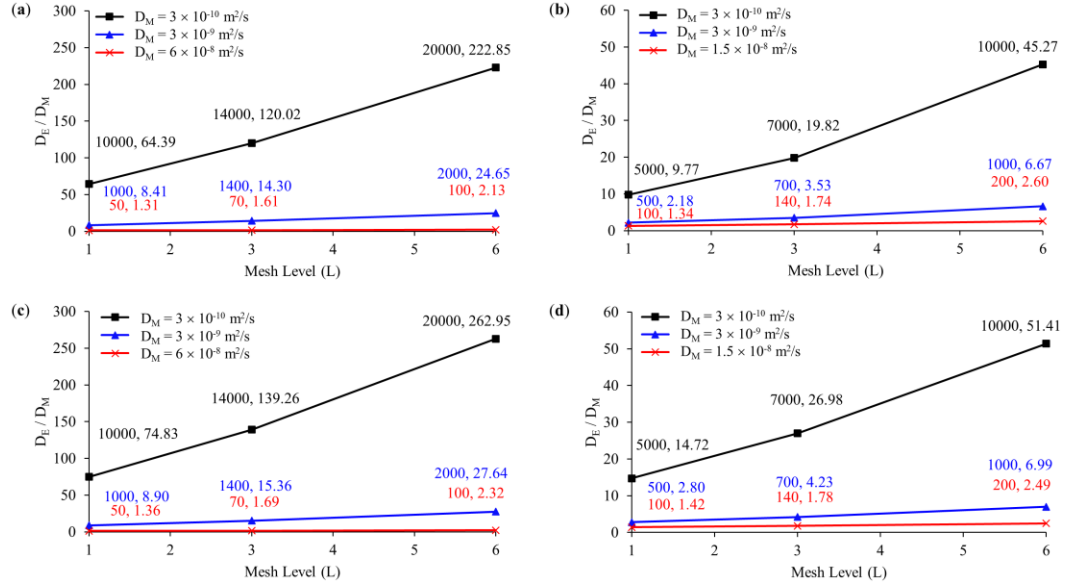 (a)
D_M = 3 × 10⁻¹⁰ m²/s
D_M = 3 × 10⁻⁹ m²/s
D_M = 6 × 10⁻⁸ m²/s
300
250
200
150
100
50
0
D_E / D_M
20000, 222.85
14000, 120.02
10000, 64.39
2000, 24.65
1400, 14.30
1000, 8.41
100, 2.13
70, 1.61
50, 1.31
1 2 3 4 5 6
Mesh Level (L)
(b)
D_M = 3 × 10⁻¹⁰ m²/s
D_M = 3 × 10⁻⁹ m²/s
D_M = 1.5 × 10⁻⁸ m²/s
60
50
40
30
20
10
0
D_E / D_M
10000, 45.27
7000, 19.82
5000, 9.77
1000, 6.67
700, 3.53
500, 2.18
200, 2.60
140, 1.74
100, 1.34
1 2 3 4 5 6
Mesh Level (L)
(c)
D_M = 3 × 10⁻¹⁰ m²/s
D_M = 3 × 10⁻⁹ m²/s
D_M = 6 × 10⁻⁸ m²/s
300
250
200
150
100
50
0
D_E / D_M
20000, 262.95
14000, 139.26
10000, 74.83
2000, 27.64
1400, 15.36
1000, 8.90
100, 2.32
70, 1.69
50, 1.36
1 2 3 4 5 6
Mesh Level (L)
(d)
D_M = 3 × 10⁻¹⁰ m²/s
D_M = 3 × 10⁻⁹ m²/s
D_M = 1.5 × 10⁻⁸ m²/s
60
50
40
30
20
10
0
D_E / D_M
10000, 51.41
7000, 26.98
5000, 14.72
1000, 6.99
700, 4.23
500, 2.80
200, 2.49
140, 1.78
100, 1.42
1 2 3 4 5 6
Mesh Level (L)